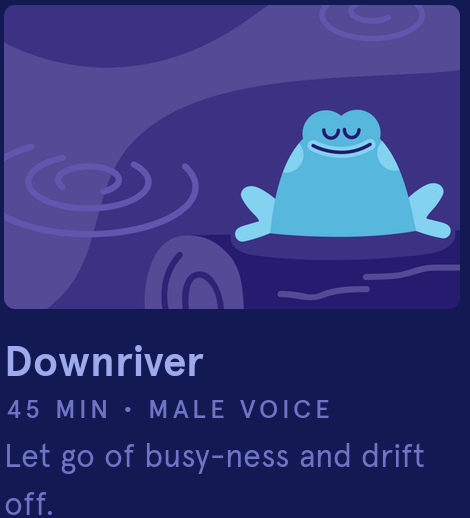 Downriver
45 MIN • MALE VOICE
Let go of busy-ness and drift
off.